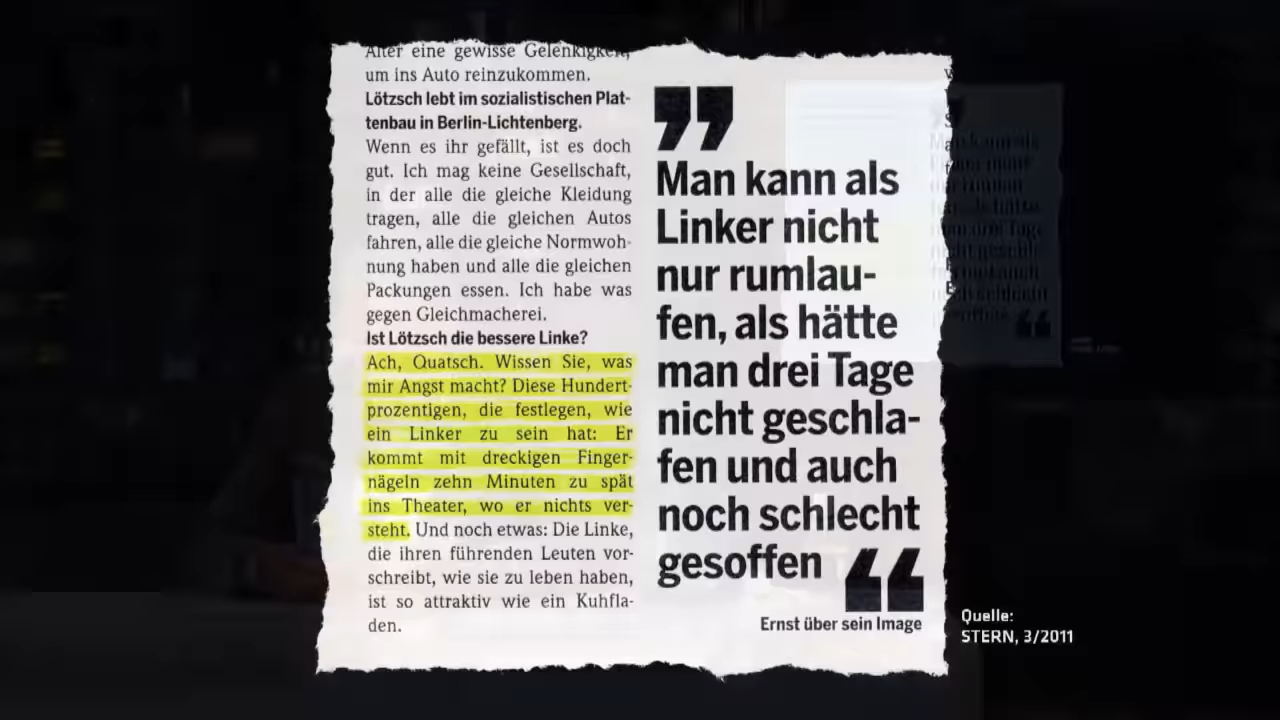 Alter eine gewisse Gelenkigkeit,
um ins Auto reinzukommen.
Lötzsch lebt im sozialistischen Plat-
tenbau in Berlin-Lichtenberg.
Wenn es ihr gefällt, ist es doch
gut. Ich mag keine Gesellschaft,
in der alle die gleiche Kleidung
tragen, alle die gleichen Autos
fahren, alle die gleiche Normwoh-
nung haben und alle die gleichen
Packungen essen. Ich habe was
gegen Gleichmacherei.
Ist Lötzsch die bessere Linke?
Ach, Quatsch. Wissen Sie, was
mir Angst macht? Diese Hundert-
prozentigen, die festlegen, wie
ein Linker zu sein hat: Er
kommt mit dreckigen Finger-
nägeln zehn Minuten zu spät
ins Theater, wo er nichts ver-
steht. Und noch etwas: Die Linke,
die ihren führenden Leuten vor-
schreibt, wie sie zu leben haben,
ist so attraktiv wie ein Kuhfla-
den.
”
Man kann als
Linker nicht
nur rumlau-
fen, als hätte
man drei Tage
nicht geschla-
fen und auch
noch schlecht
gesoffen “
Ernst über sein Image
Quelle:
STERN, 3/2011